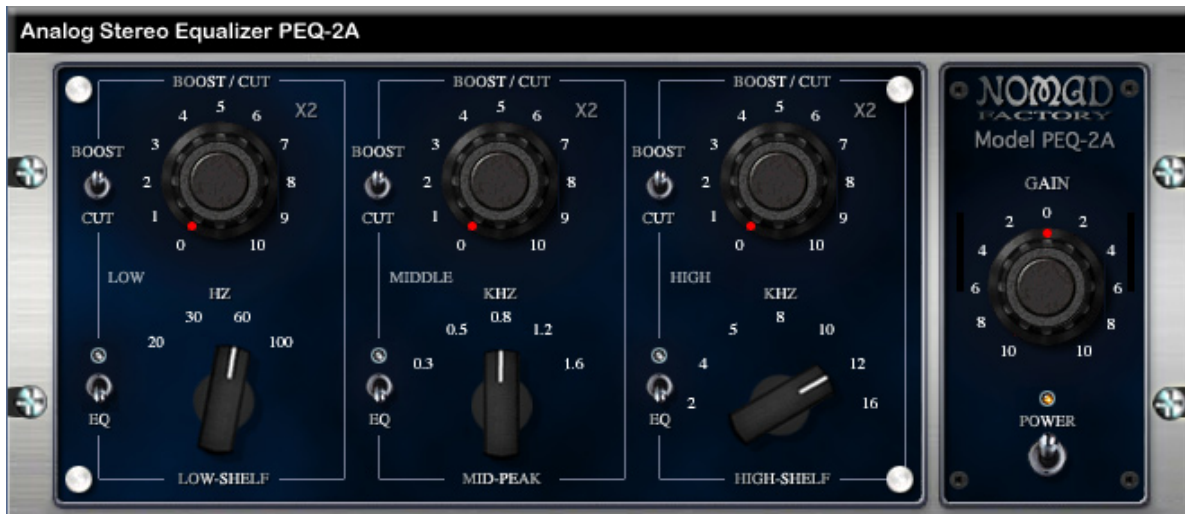 Analog Stereo Equalizer PEQ-2A
BOOST / CUT
X2
0 1 2 3 4 5 6 7 8 9 10
BOOST
CUT
LOW
HZ
20 30 60 100
EQ
LOW-SHELF
BOOST / CUT
X2
0 1 2 3 4 5 6 7 8 9 10
BOOST
CUT
MIDDLE
KHZ
0.3 0.5 0.8 1.2 1.6
EQ
MID-PEAK
BOOST / CUT
X2
0 1 2 3 4 5 6 7 8 9 10
BOOST
CUT
HIGH
KHZ
2 4 5 8 10 12 16
EQ
HIGH-SHELF
NOMAD
FACTORY
Model PEQ-2A
GAIN
10 8 6 4 2 0 2 4 6 8 10
POWER